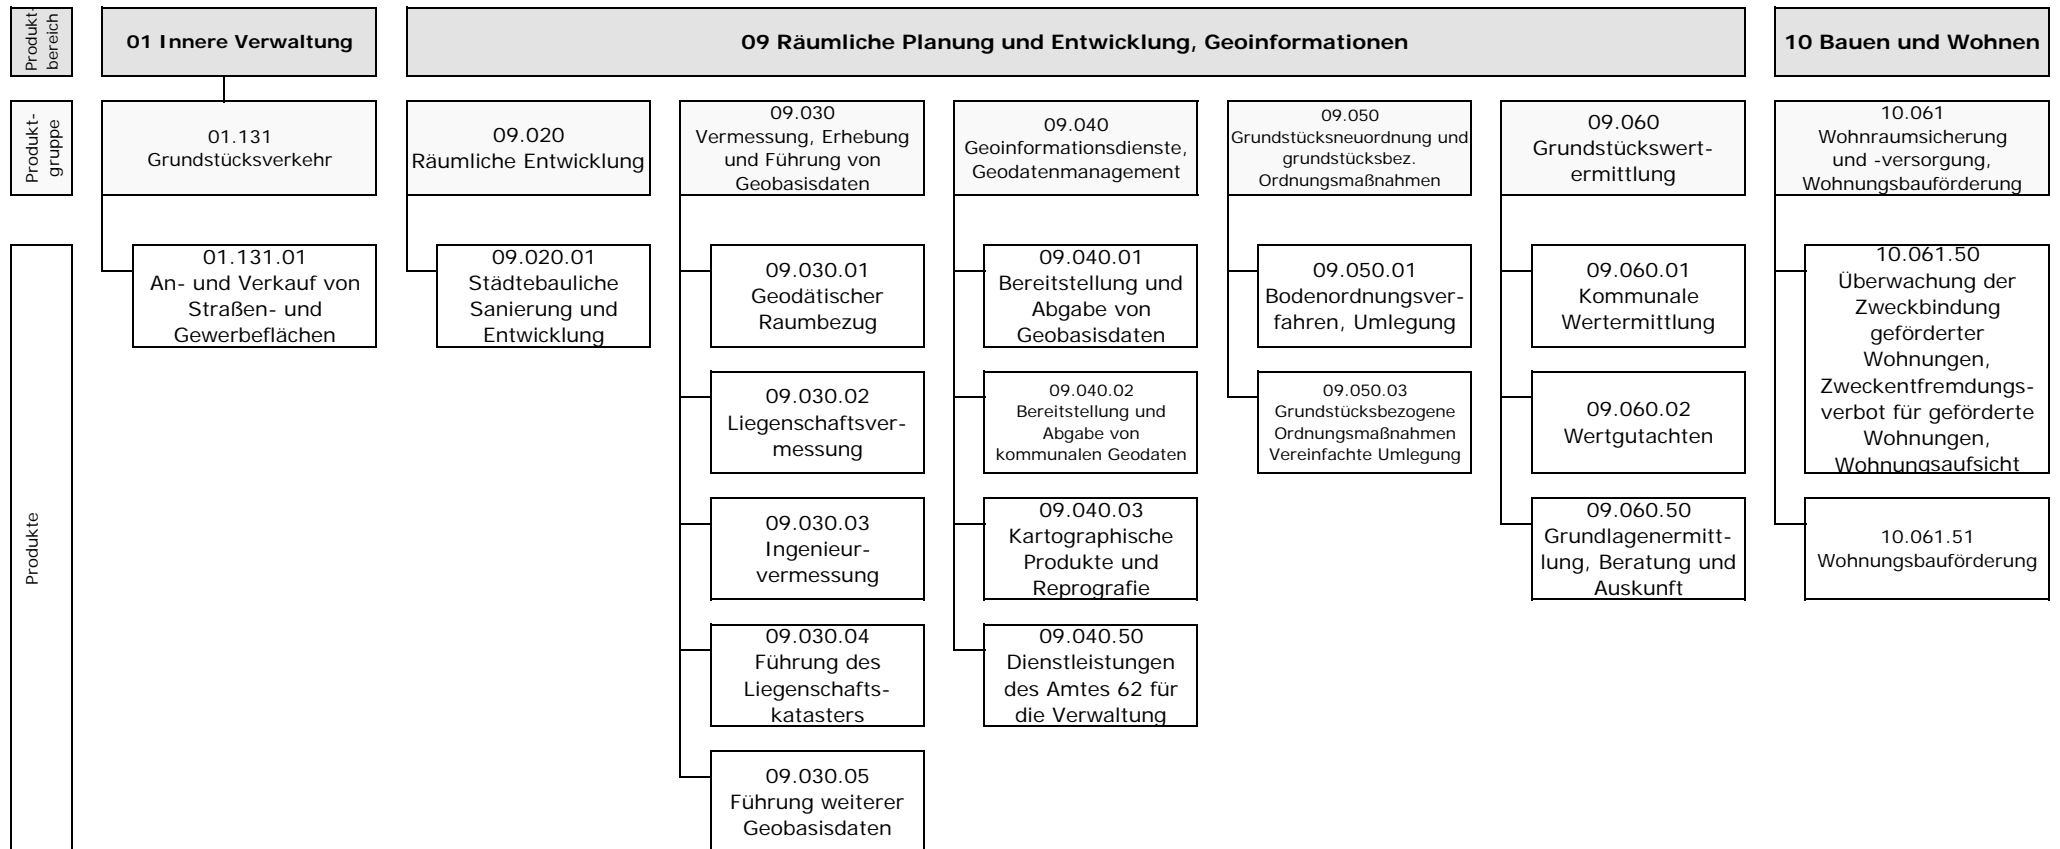 Produkt-
bereich
01 Innere Verwaltung
09 Räumliche Planung und Entwicklung, Geoinformationen
10 Bauen und Wohnen
Produkt-
gruppe
01.131
Grundstücksverkehr
09.020
Räumliche Entwicklung
09.030
Vermessung, Erhebung
und Führung von
Geobasisdaten
09.040
Geoinformationsdienste,
Geodatenmanagement
09.050
Grundstücksneuordnung und
grundstücksbez.
Ordnungsmaßnahmen
09.060
Grundstückswert-
ermittlung
10.061
Wohnraumsicherung
und -versorgung,
Wohnungsbauförderung
Produkte
01.131.01
An- und Verkauf von
Straßen- und
Gewerbeflächen
09.020.01
Städtebauliche
Sanierung und
Entwicklung
09.030.01
Geodätischer
Raumbezug
09.030.02
Liegenschaftsver-
messung
09.030.03
Ingenieur-
vermessung
09.030.04
Führung des
Liegenschafts-
katasters
09.030.05
Führung weiterer
Geobasisdaten
09.040.01
Bereitstellung und
Abgabe von
Geobasisdaten
09.040.02
Bereitstellung und
Abgabe von
kommunalen Geodaten
09.040.03
Kartographische
Produkte und
Reprografie
09.040.50
Dienstleistungen
des Amtes 62 für
die Verwaltung
09.050.01
Bodenordnungsver-
fahren, Umlegung
09.050.03
Grundstücksbezogene
Ordnungsmaßnahmen
Vereinfachte Umlegung
09.060.01
Kommunale
Wertermittlung
09.060.02
Wertgutachten
09.060.50
Grundlagenermitt-
lung, Beratung und
Auskunft
10.061.50
Überwachung der
Zweckbindung
geförderter
Wohnungen,
Zweckentfremdungs-
verbot für geförderte
Wohnungen,
Wohnungsaufsicht
10.061.51
Wohnungsbauförderung